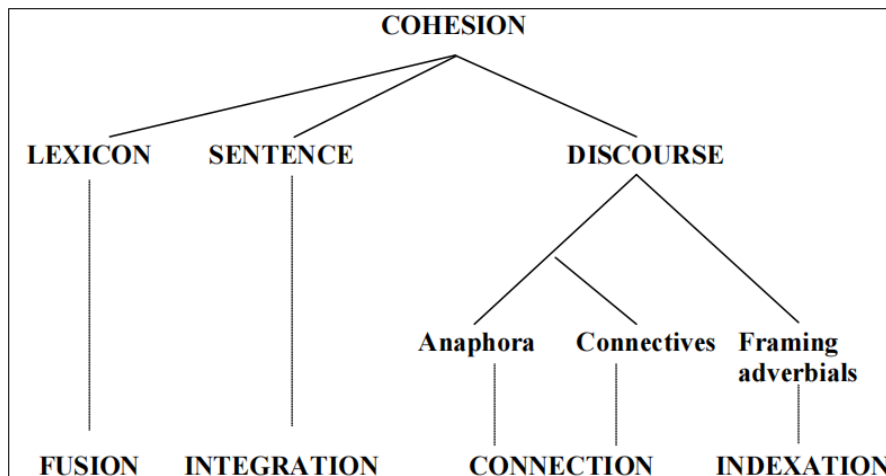 COHESION
LEXICON SENTENCE DISCOURSE
Anaphora Connectives Framing
adverbials
FUSION INTEGRATION CONNECTION INDEXATION